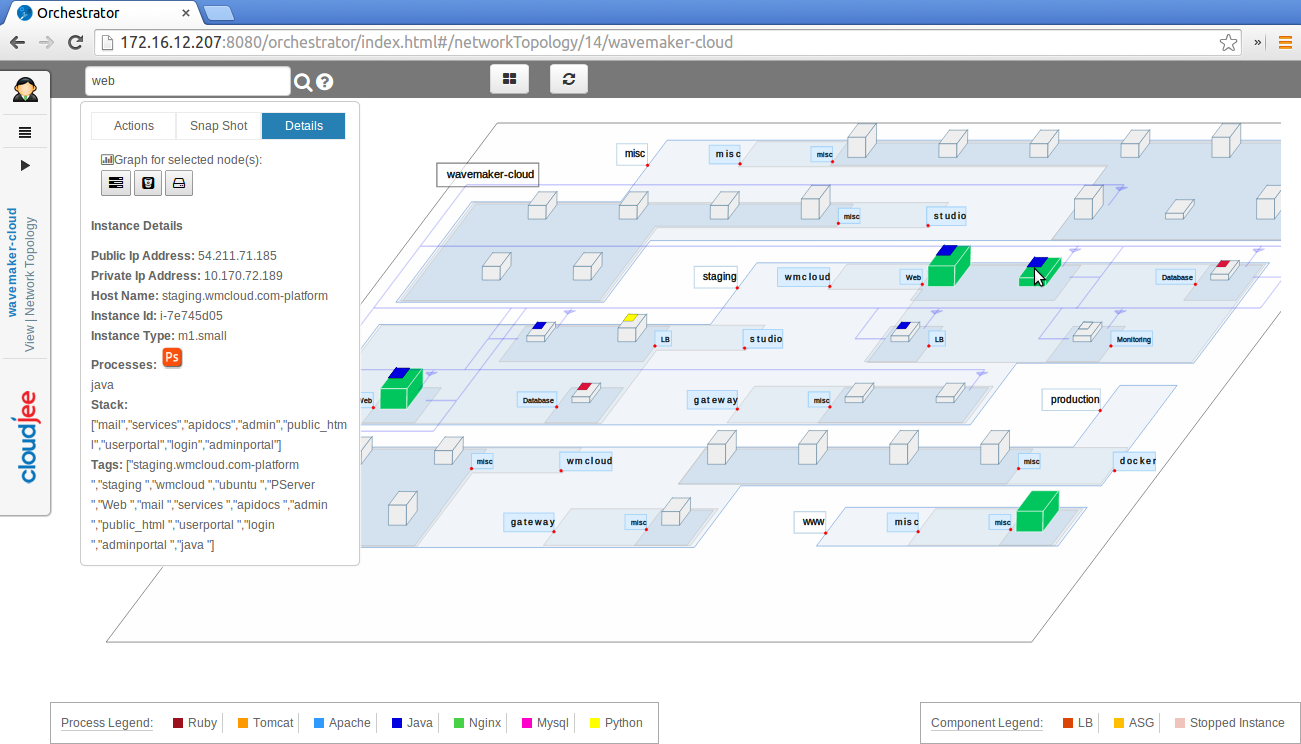 Orchestrator
172.16.12.207:8080/orchestrator/index.html#/networkTopology/14/wavemaker-cloud
web
Actions
Snap Shot
Details
Graph for selected node(s):
Instance Details
Public Ip Address: 54.211.71.185
Private Ip Address: 10.170.72.189
Host Name: staging.wmcloud.com-platform
Instance Id: i-7e745d05
Instance Type: m1.small
Processes: Ps
java
Stack:
["mail","services","apidocs","admin","public_htm
l","userportal","login","adminportal"]
Tags: ["staging.wmcloud.com-platform
","staging ","wmcloud ","ubuntu ","PServer
","Web ","mail ","services ","apidocs ","admin
","public_html ","userportal ","login
","adminportal ","java "]
wavemaker-cloud
View | Network Topology
cloudjee
misc
misc
misc
wavemaker-cloud
misc
studio
staging
wmcloud
Web
Database
LB
studio
LB
Monitoring
Web
Database
gateway
misc
production
misc
wmcloud
misc
docker
gateway
misc
www
misc
misc
Process Legend:
Ruby
Tomcat
Apache
Java
Nginx
Mysql
Python
Component Legend:
LB
ASG
Stopped Instance